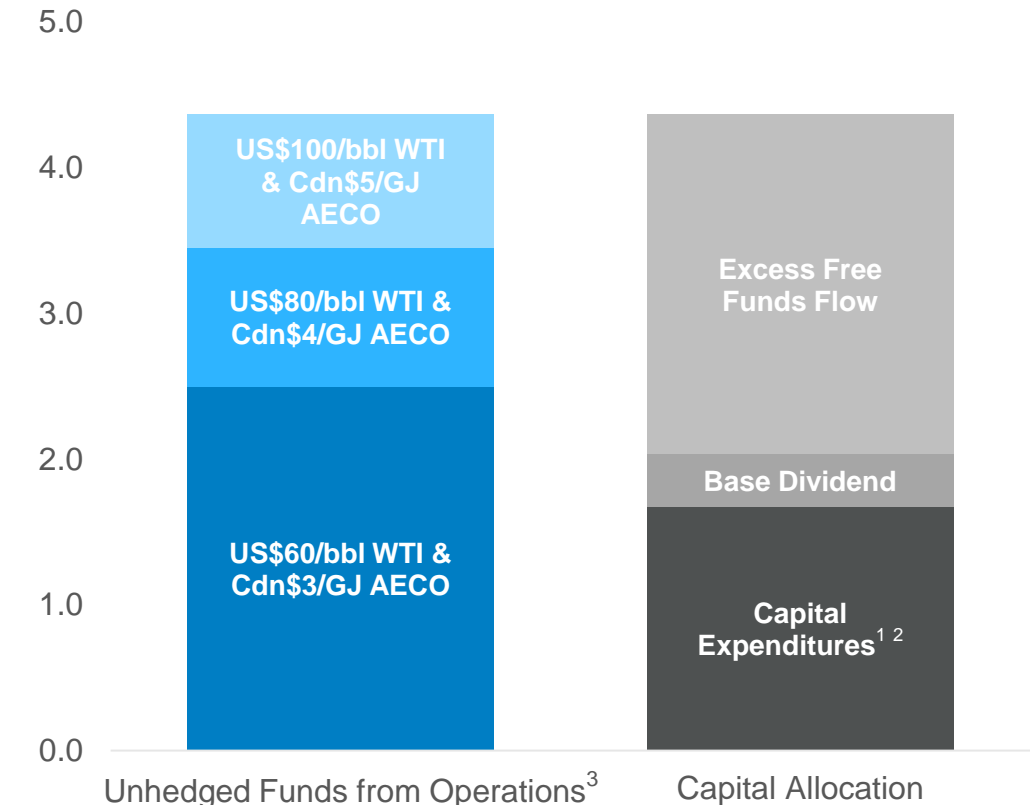 5.0
4.0
3.0
2.0
1.0
0.0
US$100/bbl WTI
& Cdn$5/GJ
AECO
US$80/bbl WTI &
Cdn$4/GJ AECO
US$60/bbl WTI &
Cdn$3/GJ AECO
Excess Free
Funds Flow
Base Dividend
Capital
Expenditures¹ ²
Unhedged Funds from Operations³
Capital Allocation